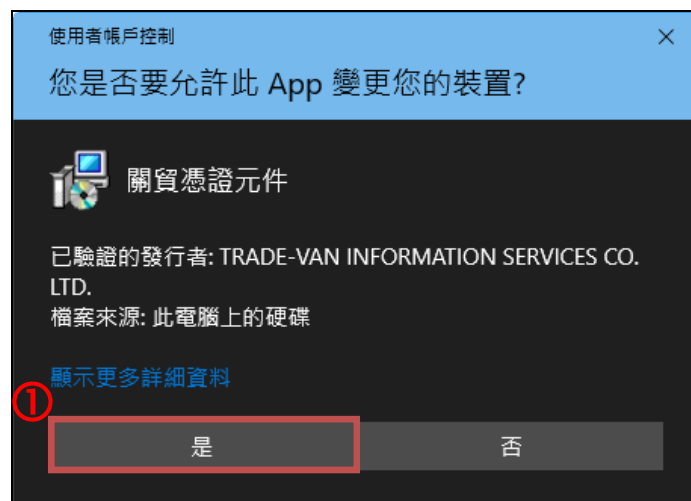 使用者帳戶控制
您是否要允許此 App 變更您的裝置?
關貿憑證元件
已驗證的發行者: TRADE-VAN INFORMATION SERVICES CO.
LTD.
檔案來源: 此電腦上的硬碟
顯示更多詳細資料
①
是 否